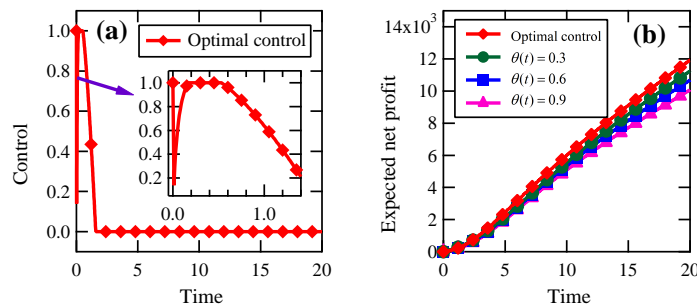 (a)
Optimal control
1.0
0.8
0.6
0.4
0.2
0.0
Control
1.0
0.8
0.6
0.4
0.2
0.0 1.0
0 5 10 15 20
Time
(b)
Optimal control
θ(t) = 0.3
θ(t) = 0.6
θ(t) = 0.9
14×10³
12
10
8
6
4
2
0
Expected net profit
0 5 10 15 20
Time